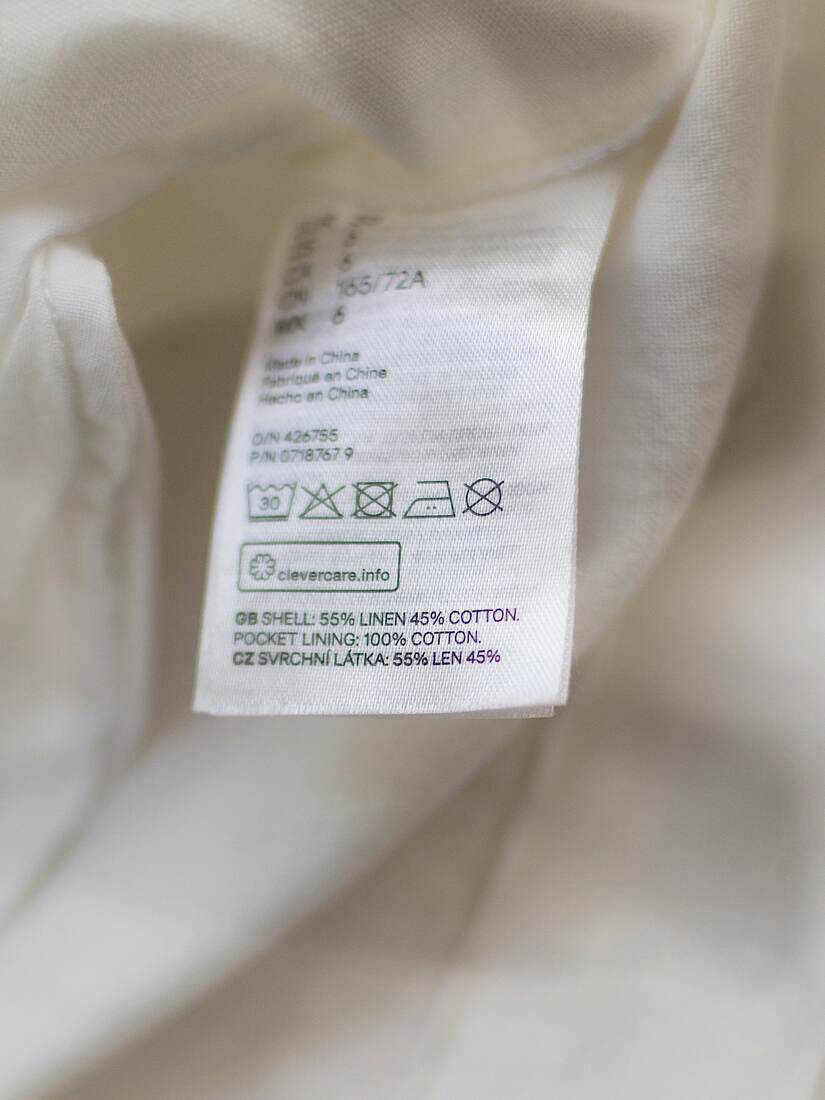 165/72A
MX 6
Made in China
Fabriqué en Chine
Hecho en China
O/N 426755
P/N 0718767 9
30
clevercare.info
GB SHELL: 55% LINEN 45% COTTON.
POCKET LINING: 100% COTTON.
CZ SVRCHNÍ LÁTKA: 55% LEN 45%